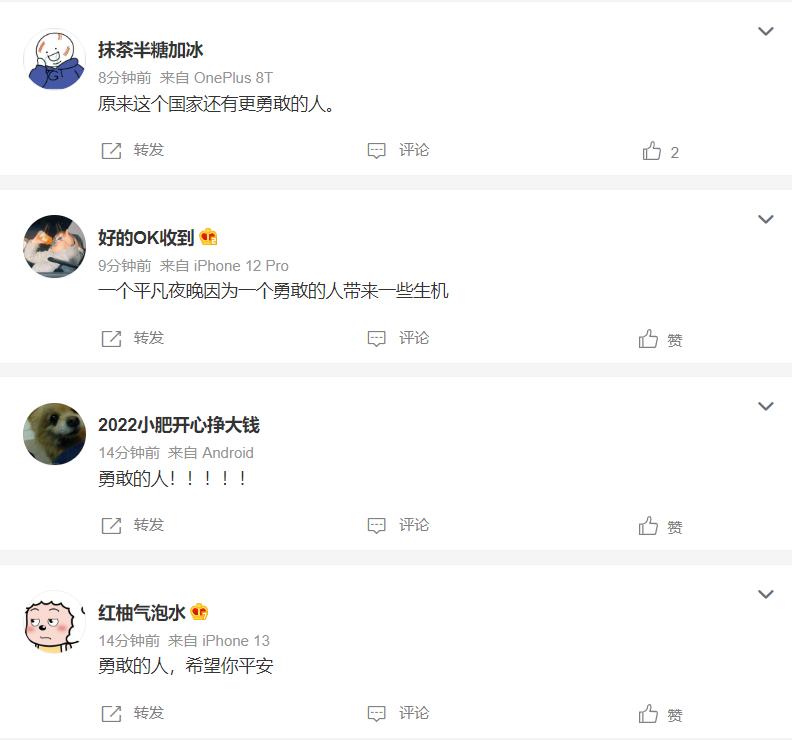 抹茶半糖加冰
8分钟前 来自 OnePlus 8T
原来这个国家还有更勇敢的人。
转发 评论 2
好的OK收到
9分钟前 来自 iPhone 12 Pro
一个平凡夜晚因为一个勇敢的人带来一些生机
转发 评论 赞
2022小肥开心挣大钱
14分钟前 来自 Android
勇敢的人！！！！！
转发 评论 赞
红柚气泡水
14分钟前 来自 iPhone 13
勇敢的人，希望你平安
转发 评论 赞